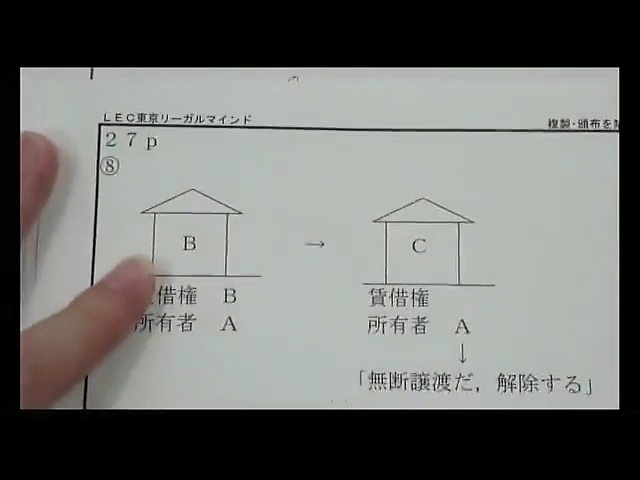 LEC東京リーガルマインド
複製・頒布を
27p
⑧
B → C
借権 B
所有者 A
賃借権
所有者 A
↓
「無断譲渡だ，解除する」